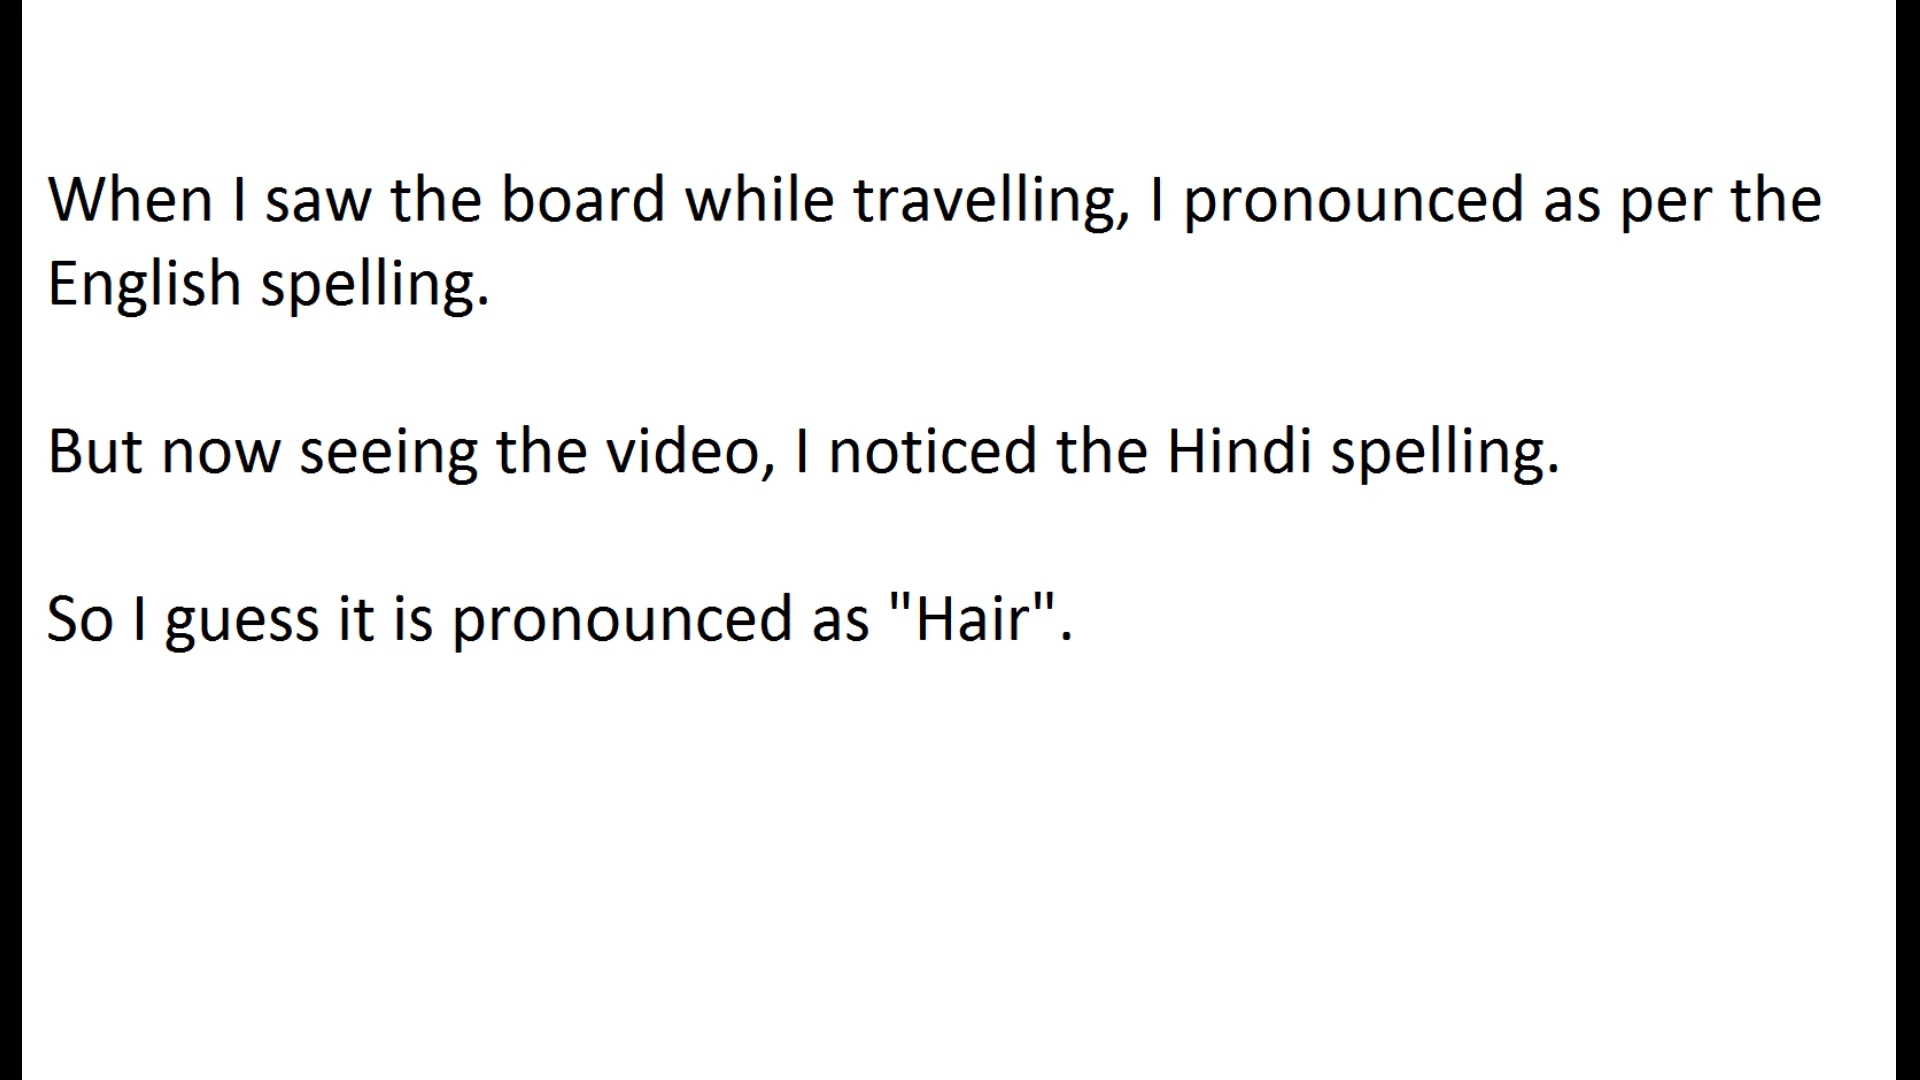 When I saw the board while travelling, I pronounced as per the
English spelling.
But now seeing the video, I noticed the Hindi spelling.
So I guess it is pronounced as "Hair".